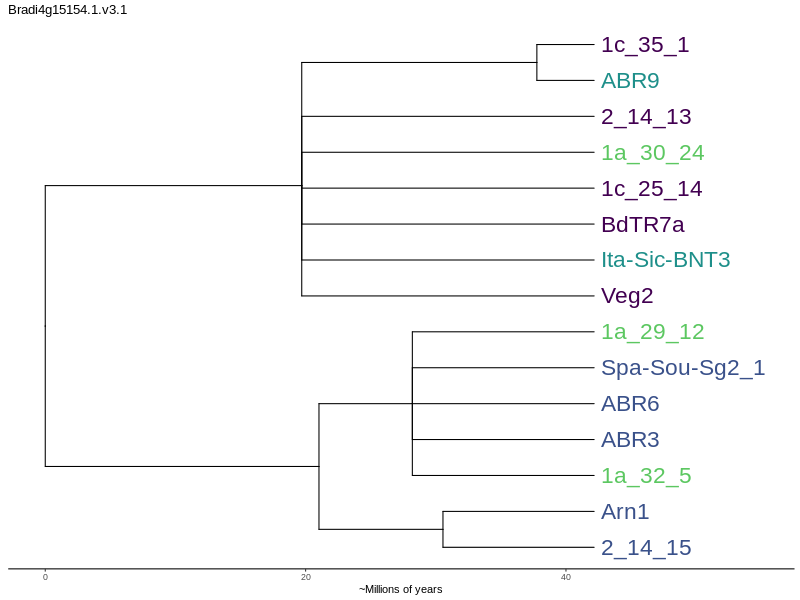 Bradi4g15154.1.v3.1
1c_35_1
ABR9
2_14_13
1a_30_24
1c_25_14
BdTR7a
Ita-Sic-BNT3
Veg2
1a_29_12
Spa-Sou-Sg2_1
ABR6
ABR3
1a_32_5
Arn1
2_14_15
0 20 40
~Millions of years